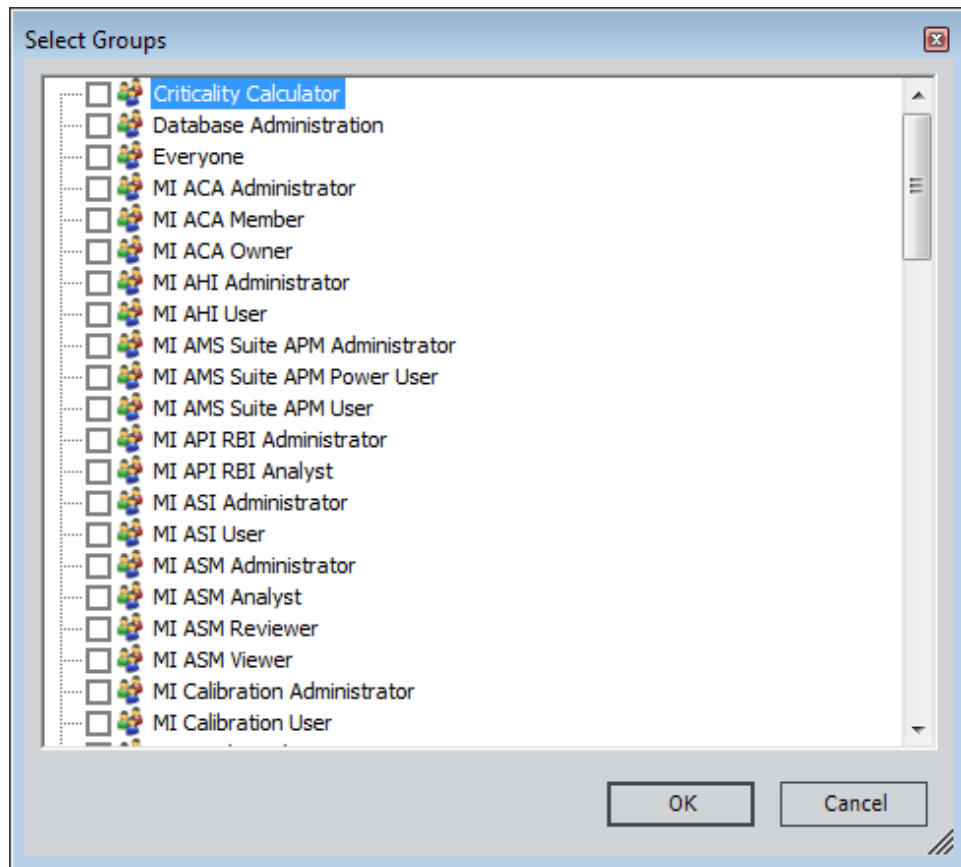 Select Groups
Criticality Calculator
Database Administration
Everyone
MI ACA Administrator
MI ACA Member
MI ACA Owner
MI AHI Administrator
MI AHI User
MI AMS Suite APM Administrator
MI AMS Suite APM Power User
MI AMS Suite APM User
MI API RBI Administrator
MI API RBI Analyst
MI ASI Administrator
MI ASI User
MI ASM Administrator
MI ASM Analyst
MI ASM Reviewer
MI ASM Viewer
MI Calibration Administrator
MI Calibration User
OK Cancel